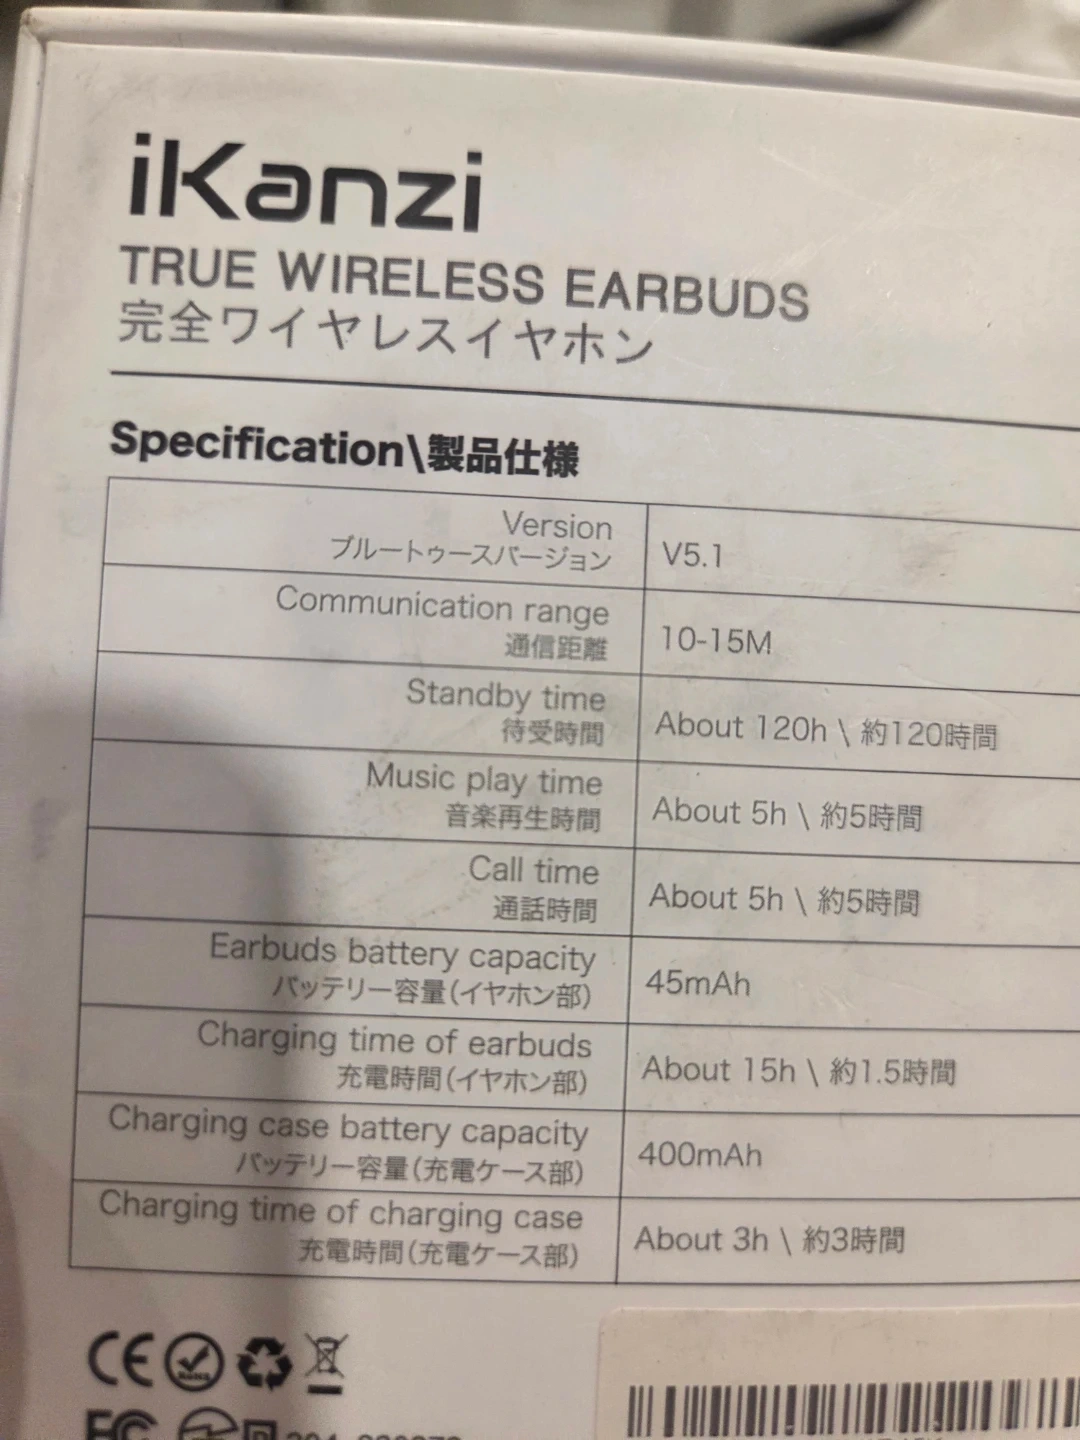 iKanzi
TRUE WIRELESS EARBUDS
完全ワイヤレスイヤホン
Specification\製品仕様
Version
ブルートゥースバージョン
V5.1
Communication range
通信距離
10-15M
Standby time
待受時間
About 120h \ 約120時間
Music play time
音楽再生時間
About 5h \ 約5時間
Call time
通話時間
About 5h \ 約5時間
Earbuds battery capacity
バッテリー容量(イヤホン部)
45mAh
Charging time of earbuds
充電時間(イヤホン部)
About 15h \ 約1.5時間
Charging case battery capacity
バッテリー容量(充電ケース部)
400mAh
Charging time of charging case
充電時間(充電ケース部)
About 3h \ 約3時間
CE
RoHS
FC